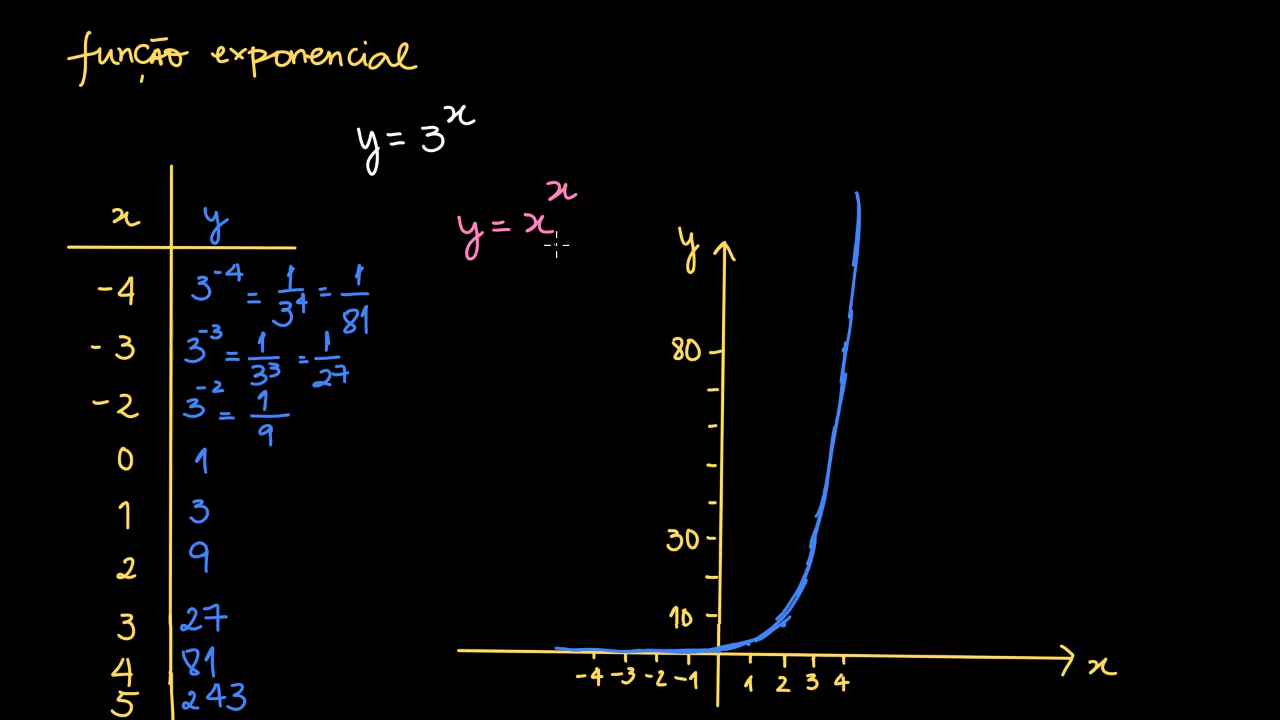 função exponencial
y = 3^x
y = x^x
x y
-4 3^-4 = 1/3^4 = 1/81
-3 3^-3 = 1/3^3 = 1/27
-2 3^-2 = 1/9
0 1
1 3
2 9
3 27
4 81
5 243
y
80
30
10
-4 -3 -2 -1 1 2 3 4
x